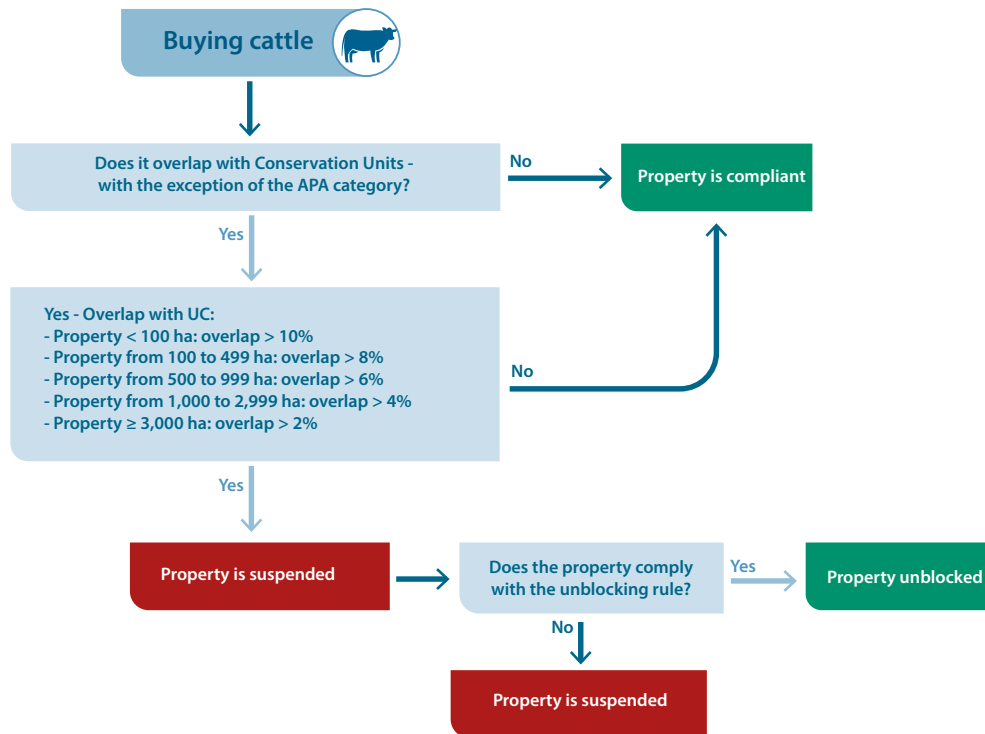 Buying cattle
Does it overlap with Conservation Units -
with the exception of the APA category?
No
Property is compliant
Yes
Yes - Overlap with UC:
- Property < 100 ha: overlap > 10%
- Property from 100 to 499 ha: overlap > 8%
- Property from 500 to 999 ha: overlap > 6%
- Property from 1,000 to 2,999 ha: overlap > 4%
- Property ≥ 3,000 ha: overlap > 2%
No
Yes
Property is suspended
Does the property comply
with the unblocking rule?
Yes
Property unblocked
No
Property is suspended